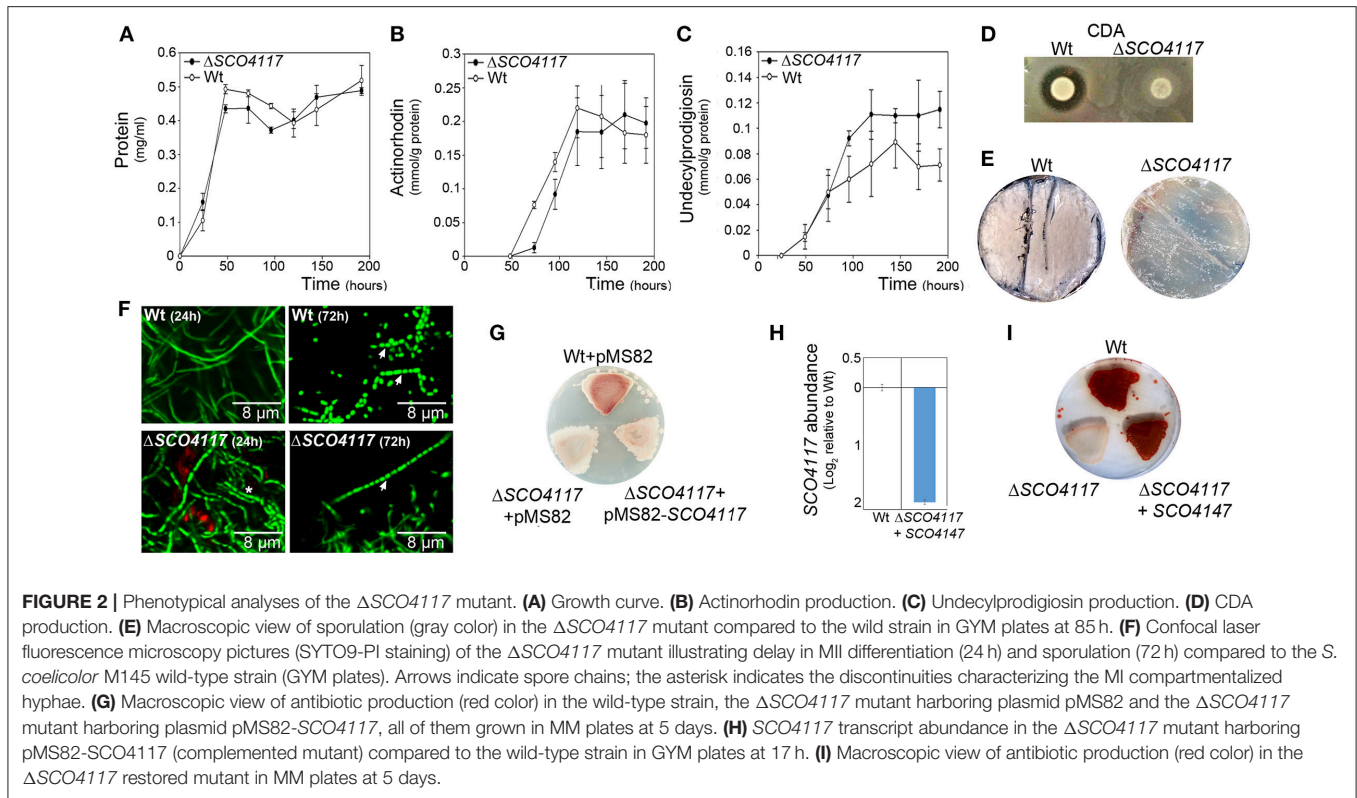 A
Protein
(mg/ml)
0.6
0.5
0.4
0.3
0.2
0.1
0
ΔSCO4117
Wt
0 50 100 150 200
Time (hours)
B
Actinorhodin
(mmol/g protein)
0.3
0.25
0.2
0.15
0.1
0.05
0
ΔSCO4117
Wt
0 50 100 150 200
Time (hours)
C
Undecylprodigiosin
(mmol/g protein)
0.16
0.14
0.12
0.1
0.08
0.06
0.04
0.02
0
ΔSCO4117
Wt
0 50 100 150 200
Time (hours)
D
CDA
Wt ΔSCO4117
E
Wt ΔSCO4117
F
Wt (24h)
8 µm
Wt (72h)
8 µm
ΔSCO4117 (24h)
*
8 µm
ΔSCO4117 (72h)
8 µm
G
Wt+pMS82
ΔSCO4117
+pMS82
ΔSCO4117+
pMS82-SCO4117
H
SCO4117 abundance
(Log2 relative to Wt)
0.5
0
1
2
Wt
ΔSCO4117
+ SCO4147
I
Wt
ΔSCO4117
ΔSCO4117
+ SCO4147
FIGURE 2 | Phenotypical analyses of the ΔSCO4117 mutant. (A) Growth curve. (B) Actinorhodin production. (C) Undecylprodigiosin production. (D) CDA
production. (E) Macroscopic view of sporulation (gray color) in the ΔSCO4117 mutant compared to the wild strain in GYM plates at 85 h. (F) Confocal laser
fluorescence microscopy pictures (SYTO9-PI staining) of the ΔSCO4117 mutant illustrating delay in MII differentiation (24 h) and sporulation (72 h) compared to the S.
coelicolor M145 wild-type strain (GYM plates). Arrows indicate spore chains; the asterisk indicates the discontinuities characterizing the MI compartmentalized
hyphae. (G) Macroscopic view of antibiotic production (red color) in the wild-type strain, the ΔSCO4117 mutant harboring plasmid pMS82 and the ΔSCO4117
mutant harboring plasmid pMS82-SCO4117, all of them grown in MM plates at 5 days. (H) SCO4117 transcript abundance in the ΔSCO4117 mutant harboring
pMS82-SCO4117 (complemented mutant) compared to the wild-type strain in GYM plates at 17 h. (I) Macroscopic view of antibiotic production (red color) in the
ΔSCO4117 restored mutant in MM plates at 5 days.